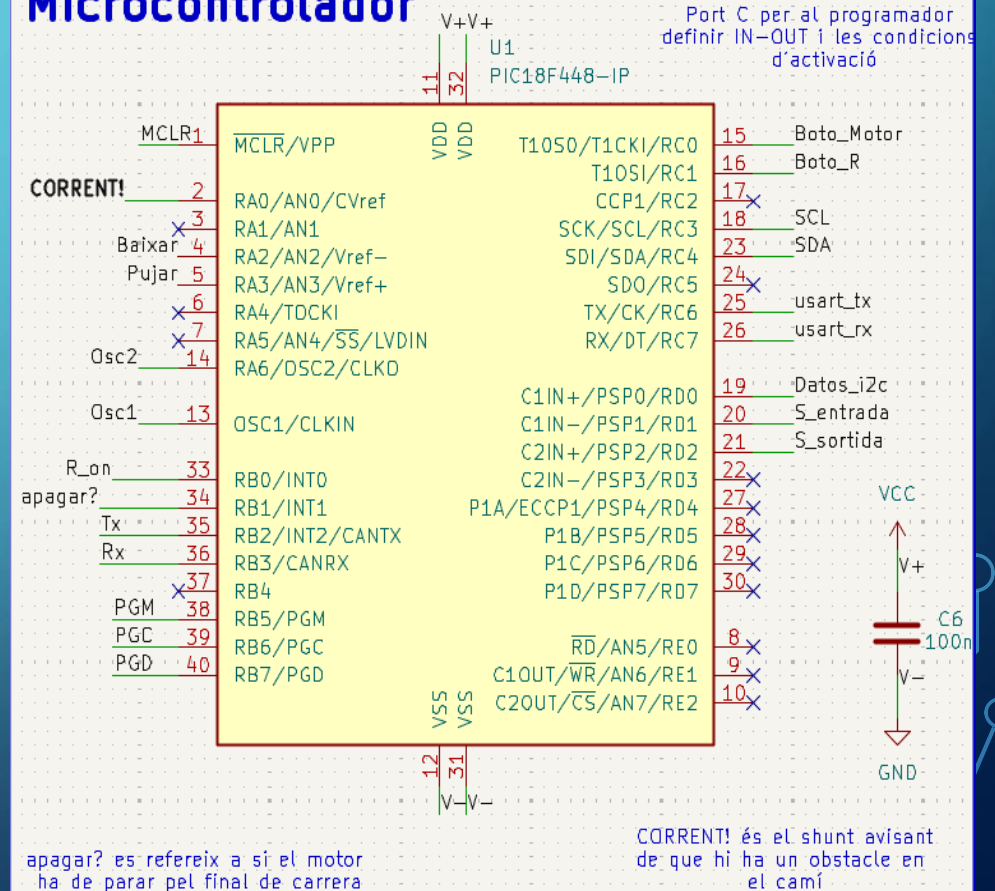 Microcontrolador
Port C per al programador
definir IN-OUT i les condicions
d'activació
V+ V+
U1
PIC18F448-IP
11 32
VDD VDD
MCLR 1 MCLR/VPP
CORRENT! 2 RA0/AN0/CVref
3 RA1/AN1
Baixar 4 RA2/AN2/Vref-
Pujar 5 RA3/AN3/Vref+
6 RA4/TOCKI
7 RA5/AN4/SS/LVDIN
Osc2 14 RA6/OSC2/CLKO
Osc1 13 OSC1/CLKIN
R_on 33 RB0/INT0
apagar? 34 RB1/INT1
Tx 35 RB2/INT2/CANTX
Rx 36 RB3/CANRX
37 RB4
PGM 38 RB5/PGM
PGC 39 RB6/PGC
PGD 40 RB7/PGD
T1OSO/T1CKI/RC0 15 Boto_Motor
T1OSI/RC1 16 Boto_R
CCP1/RC2 17
SCK/SCL/RC3 18 SCL
SDI/SDA/RC4 23 SDA
SDO/RC5 24
TX/CK/RC6 25 usart_tx
RX/DT/RC7 26 usart_rx
C1IN+/PSP0/RD0 19 Datos_i2c
C1IN-/PSP1/RD1 20 S_entrada
C2IN+/PSP2/RD2 21 S_sortida
C2IN-/PSP3/RD3 22
P1A/ECCP1/PSP4/RD4 27
P1B/PSP5/RD5 28
P1C/PSP6/RD6 29
P1D/PSP7/RD7 30
RD/AN5/RE0 8
C1OUT/WR/AN6/RE1 9
C2OUT/CS/AN7/RE2 10
VSS VSS
12 31
V- V-
VCC
V+
C6
100n
V-
GND
apagar? es refereix a si el motor
ha de parar pel final de carrera
CORRENT! és el shunt avisant
de que hi ha un obstacle en
el camí